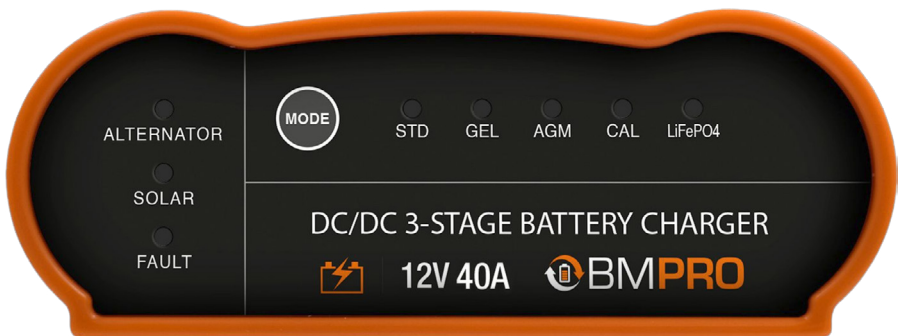 ALTERNATOR
SOLAR
FAULT
MODE
STD GEL AGM CAL LiFePO4
DC/DC 3-STAGE BATTERY CHARGER
12V 40A BMPRO